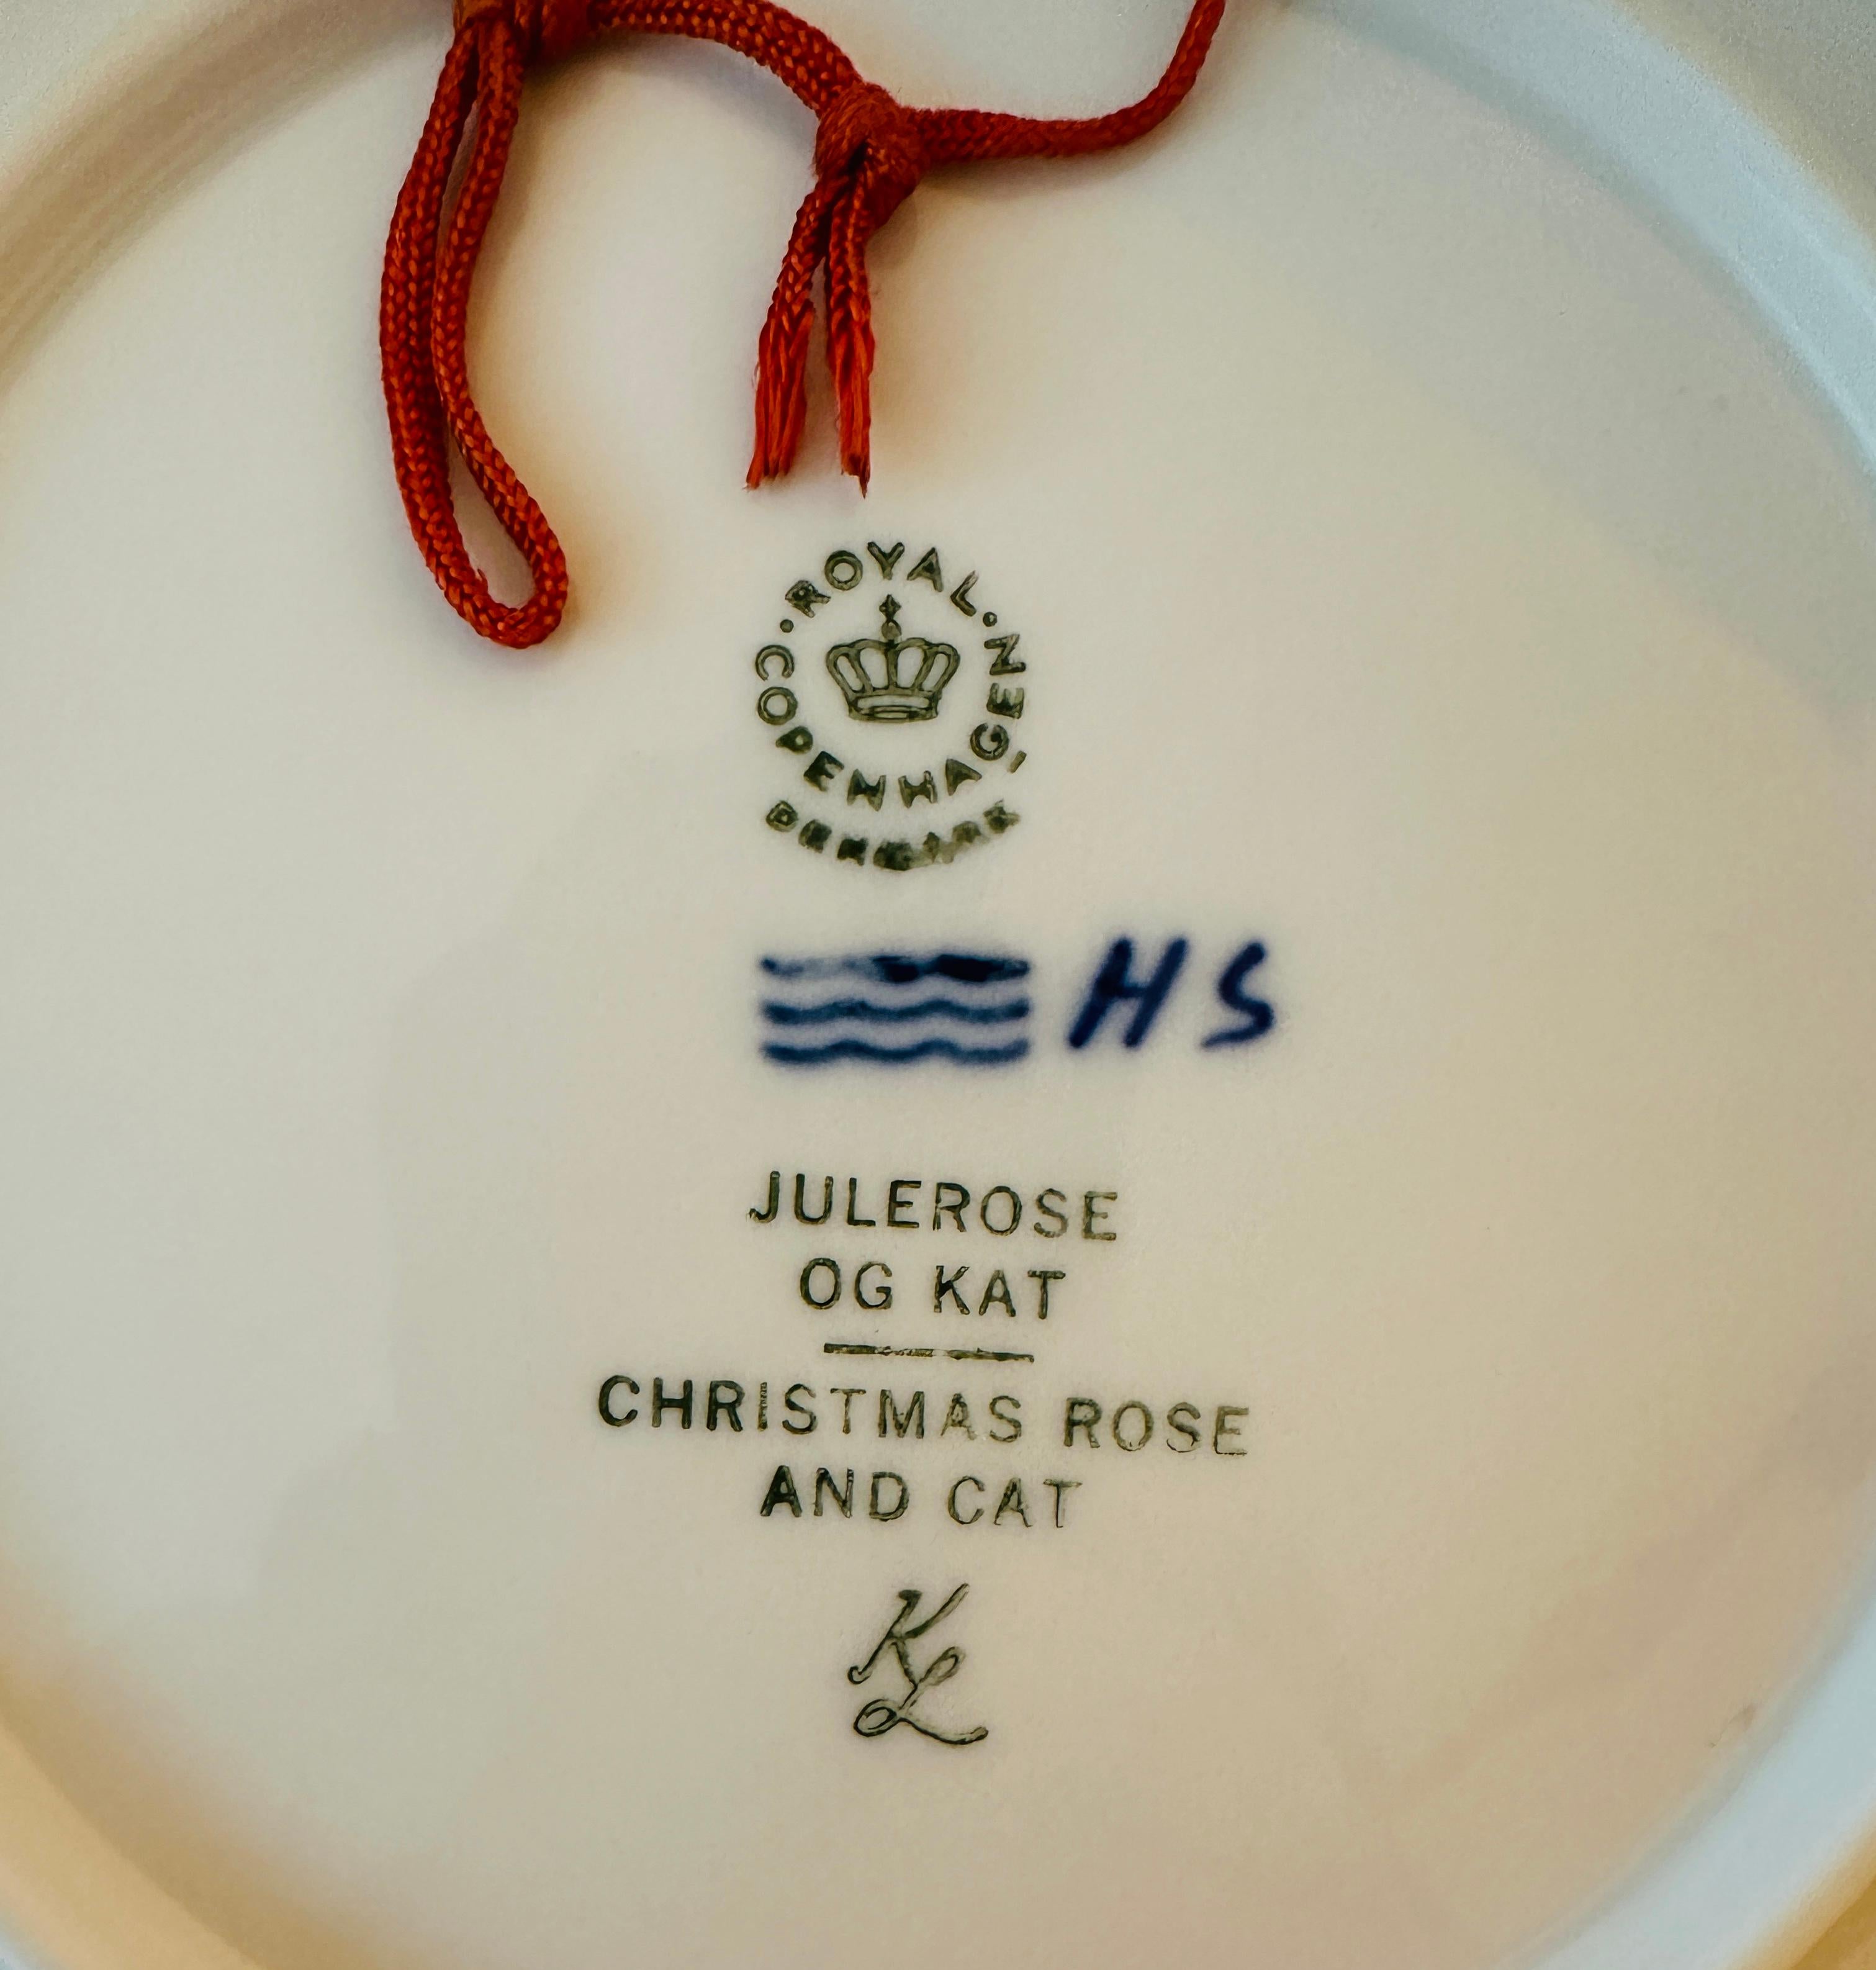 ROYAL
COPENHAGEN
DENMARK
HS
JULEROSE
OG KAT
CHRISTMAS ROSE
AND CAT
KL